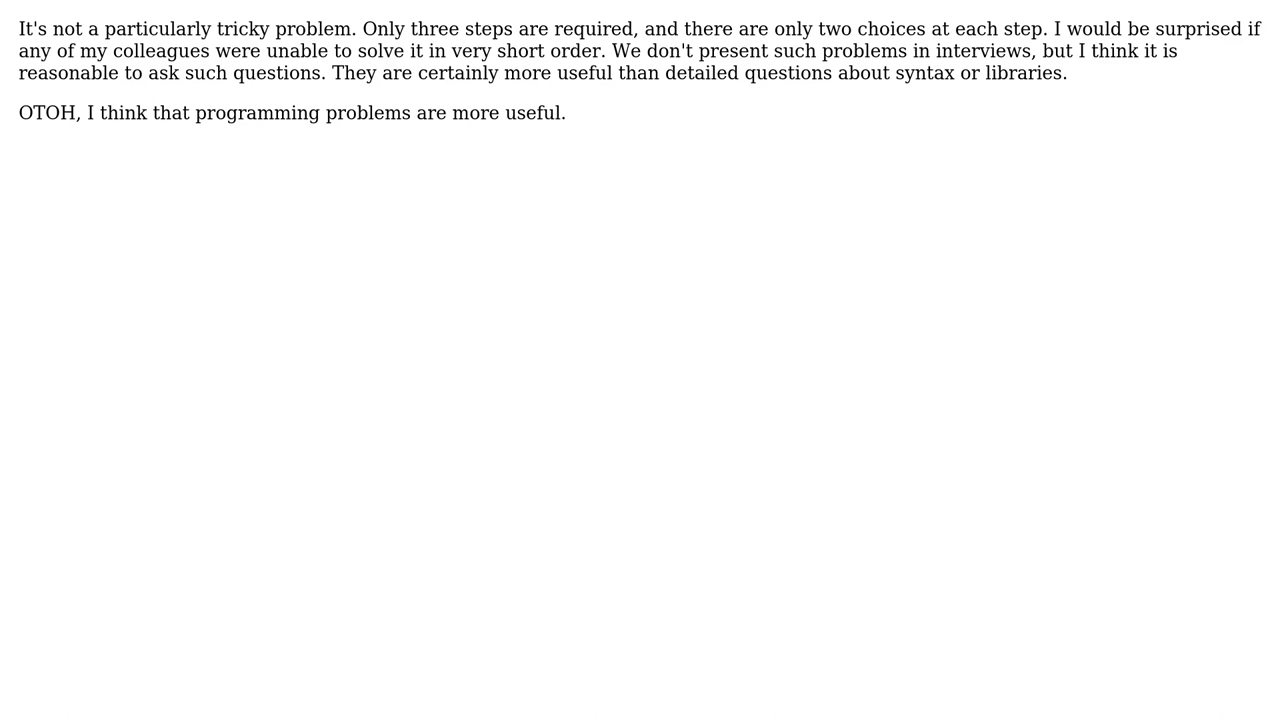 It's not a particularly tricky problem. Only three steps are required, and there are only two choices at each step. I would be surprised if
any of my colleagues were unable to solve it in very short order. We don't present such problems in interviews, but I think it is
reasonable to ask such questions. They are certainly more useful than detailed questions about syntax or libraries.
OTOH, I think that programming problems are more useful.